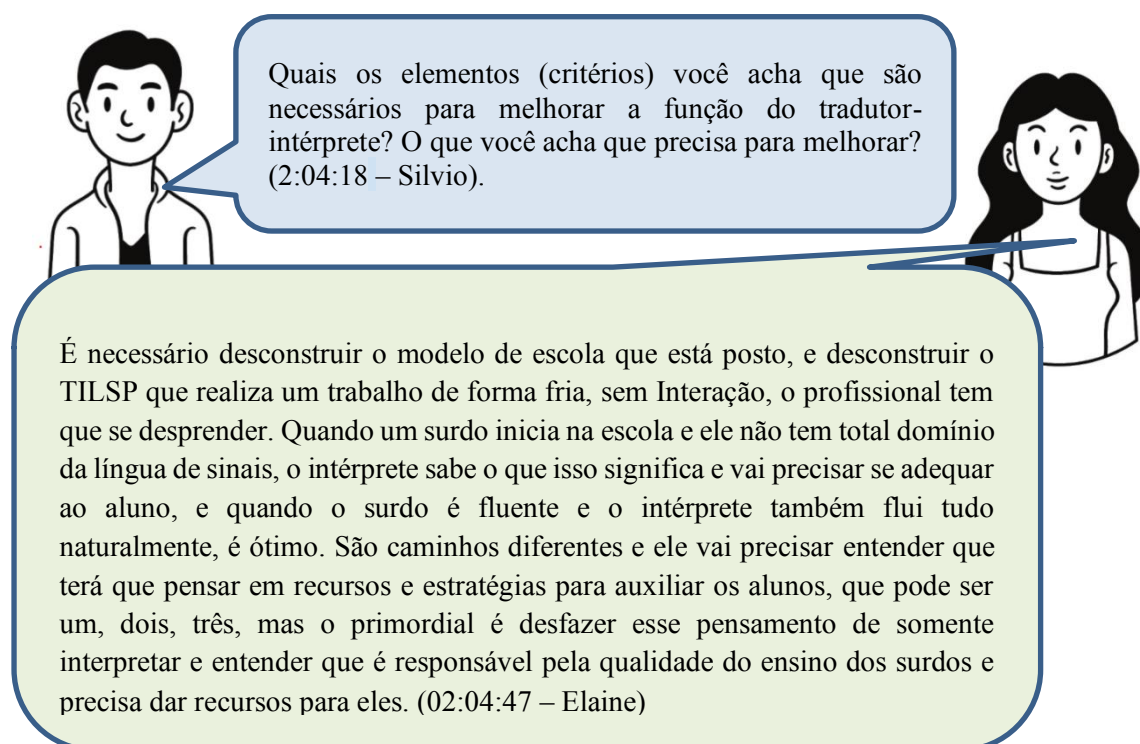 Quais os elementos (critérios) você acha que são
necessários para melhorar a função do tradutor-
intérprete? O que você acha que precisa para melhorar?
(2:04:18 – Silvio).
É necessário desconstruir o modelo de escola que está posto, e desconstruir o
TILSP que realiza um trabalho de forma fria, sem Interação, o profissional tem
que se desprender. Quando um surdo inicia na escola e ele não tem total domínio
da língua de sinais, o intérprete sabe o que isso significa e vai precisar se adequar
ao aluno, e quando o surdo é fluente e o intérprete também flui tudo
naturalmente, é ótimo. São caminhos diferentes e ele vai precisar entender que
terá que pensar em recursos e estratégias para auxiliar os alunos, que pode ser
um, dois, três, mas o primordial é desfazer esse pensamento de somente
interpretar e entender que é responsável pela qualidade do ensino dos surdos e
precisa dar recursos para eles. (02:04:47 – Elaine)